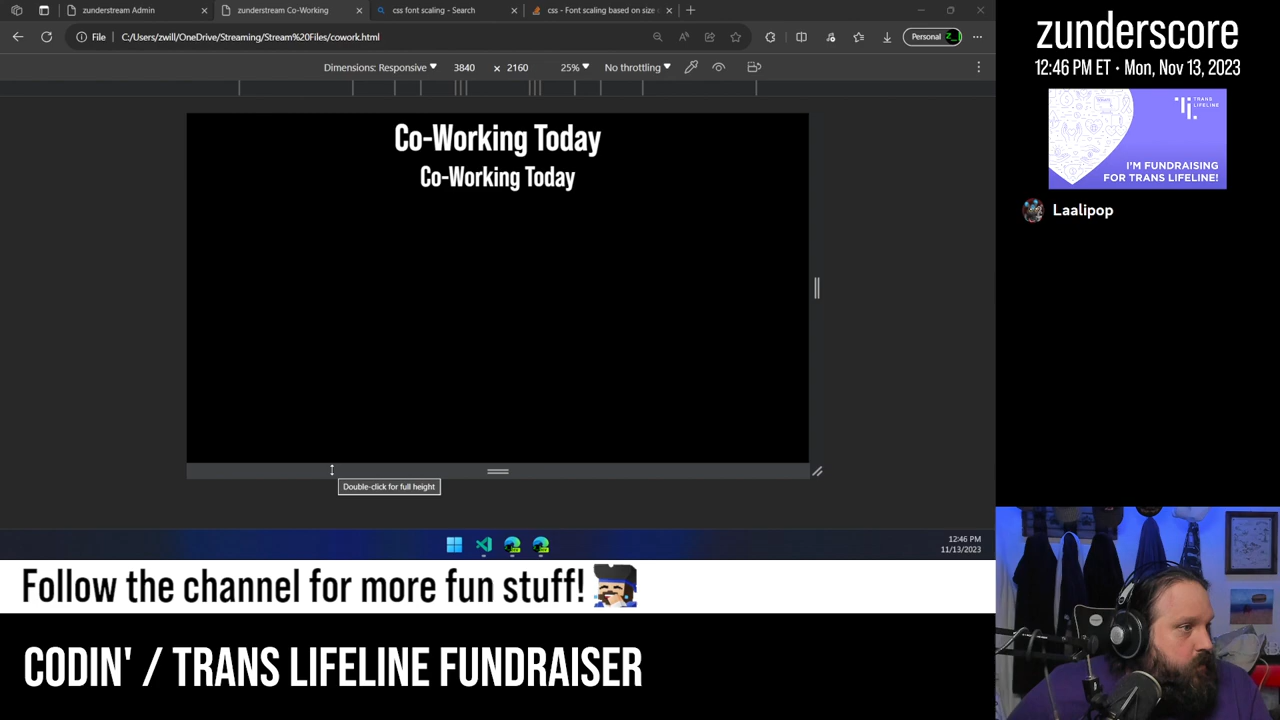 zunderstream Admin
zunderstream Co-Working
css font scaling - Search
css - Font scaling based on size
File
C:/Users/zwill/OneDrive/Streaming/Stream%20Files/cowork.html
Personal
Dimensions: Responsive
3840 × 2160
25%
No throttling
Co-Working Today
Co-Working Today
Double-click for full height
12:46 PM
11/13/2023
Follow the channel for more fun stuff!
CODIN' / TRANS LIFELINE FUNDRAISER
zunderscore
12:46 PM ET · Mon, Nov 13, 2023
TRANS
LIFELINE
I'M FUNDRAISING
FOR TRANS LIFELINE!
Laalipop